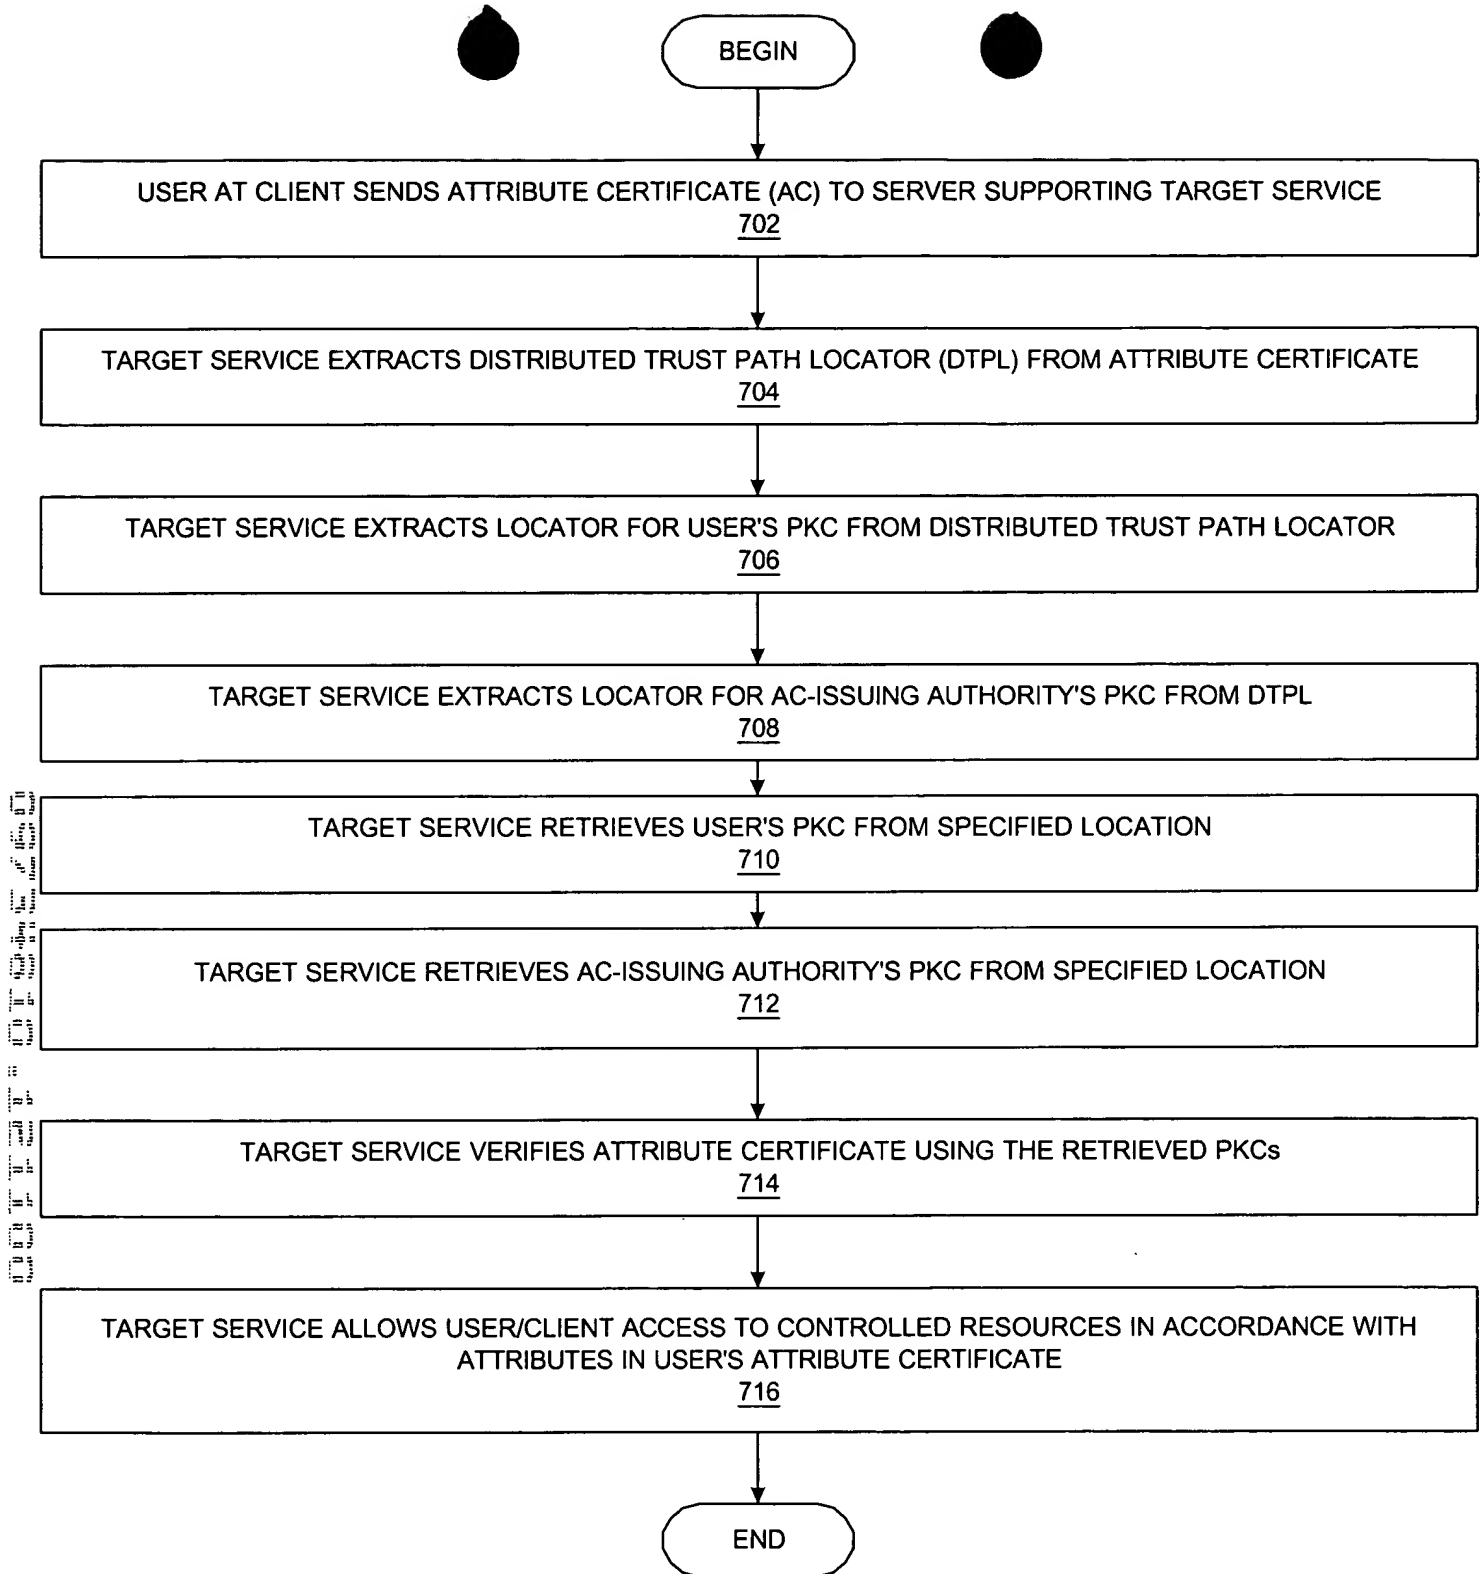 BEGIN
USER AT CLIENT SENDS ATTRIBUTE CERTIFICATE (AC) TO SERVER SUPPORTING TARGET SERVICE
702
TARGET SERVICE EXTRACTS DISTRIBUTED TRUST PATH LOCATOR (DTPL) FROM ATTRIBUTE CERTIFICATE
704
TARGET SERVICE EXTRACTS LOCATOR FOR USER'S PKC FROM DISTRIBUTED TRUST PATH LOCATOR
706
TARGET SERVICE EXTRACTS LOCATOR FOR AC-ISSUING AUTHORITY'S PKC FROM DTPL
708
TARGET SERVICE RETRIEVES USER'S PKC FROM SPECIFIED LOCATION
710
TARGET SERVICE RETRIEVES AC-ISSUING AUTHORITY'S PKC FROM SPECIFIED LOCATION
712
TARGET SERVICE VERIFIES ATTRIBUTE CERTIFICATE USING THE RETRIEVED PKCs
714
TARGET SERVICE ALLOWS USER/CLIENT ACCESS TO CONTROLLED RESOURCES IN ACCORDANCE WITH
ATTRIBUTES IN USER'S ATTRIBUTE CERTIFICATE
716
END